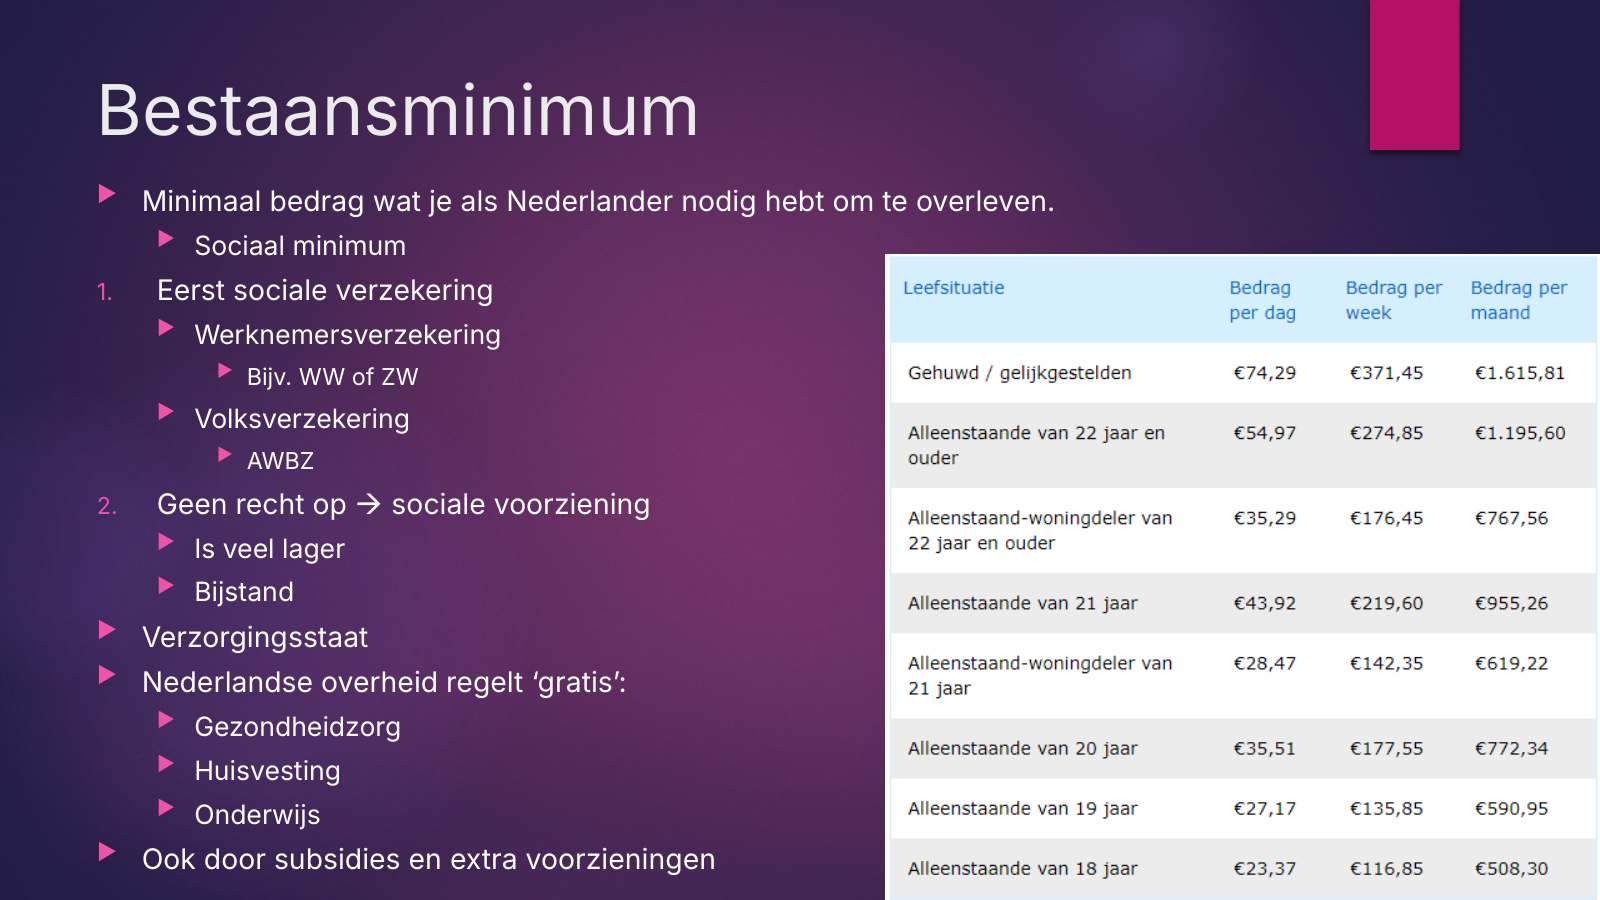 Bestaansminimum
Minimaal bedrag wat je als Nederlander nodig hebt om te overleven.
Sociaal minimum
1. Eerst sociale verzekering
Werknemersverzekering
Bijv. WW of ZW
Volksverzekering
AWBZ
2. Geen recht op → sociale voorziening
Is veel lager
Bijstand
Verzorgingsstaat
Nederlandse overheid regelt ‘gratis’:
Gezondheidzorg
Huisvesting
Onderwijs
Ook door subsidies en extra voorzieningen
Leefsituatie Bedrag Bedrag per Bedrag per
per dag week maand
Gehuwd / gelijkgestelden €74,29 €371,45 €1.615,81
Alleenstaande van 22 jaar en €54,97 €274,85 €1.195,60
ouder
Alleenstaand-woningdeler van €35,29 €176,45 €767,56
22 jaar en ouder
Alleenstaande van 21 jaar €43,92 €219,60 €955,26
Alleenstaand-woningdeler van €28,47 €142,35 €619,22
21 jaar
Alleenstaande van 20 jaar €35,51 €177,55 €772,34
Alleenstaande van 19 jaar €27,17 €135,85 €590,95
Alleenstaande van 18 jaar €23,37 €116,85 €508,30